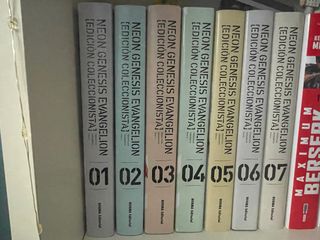 NEON GENESIS EVANGELION
[EDICIÓN COLECCIONISTA]
01
NEON GENESIS EVANGELION
[EDICIÓN COLECCIONISTA]
02
NEON GENESIS EVANGELION
[EDICIÓN COLECCIONISTA]
03
NEON GENESIS EVANGELION
[EDICIÓN COLECCIONISTA]
04
NEON GENESIS EVANGELION
[EDICIÓN COLECCIONISTA]
05
NEON GENESIS EVANGELION
[EDICIÓN COLECCIONISTA]
06
NEON GENESIS EVANGELION
[EDICIÓN COLECCIONISTA]
07
MAXIMUM
BERSERK